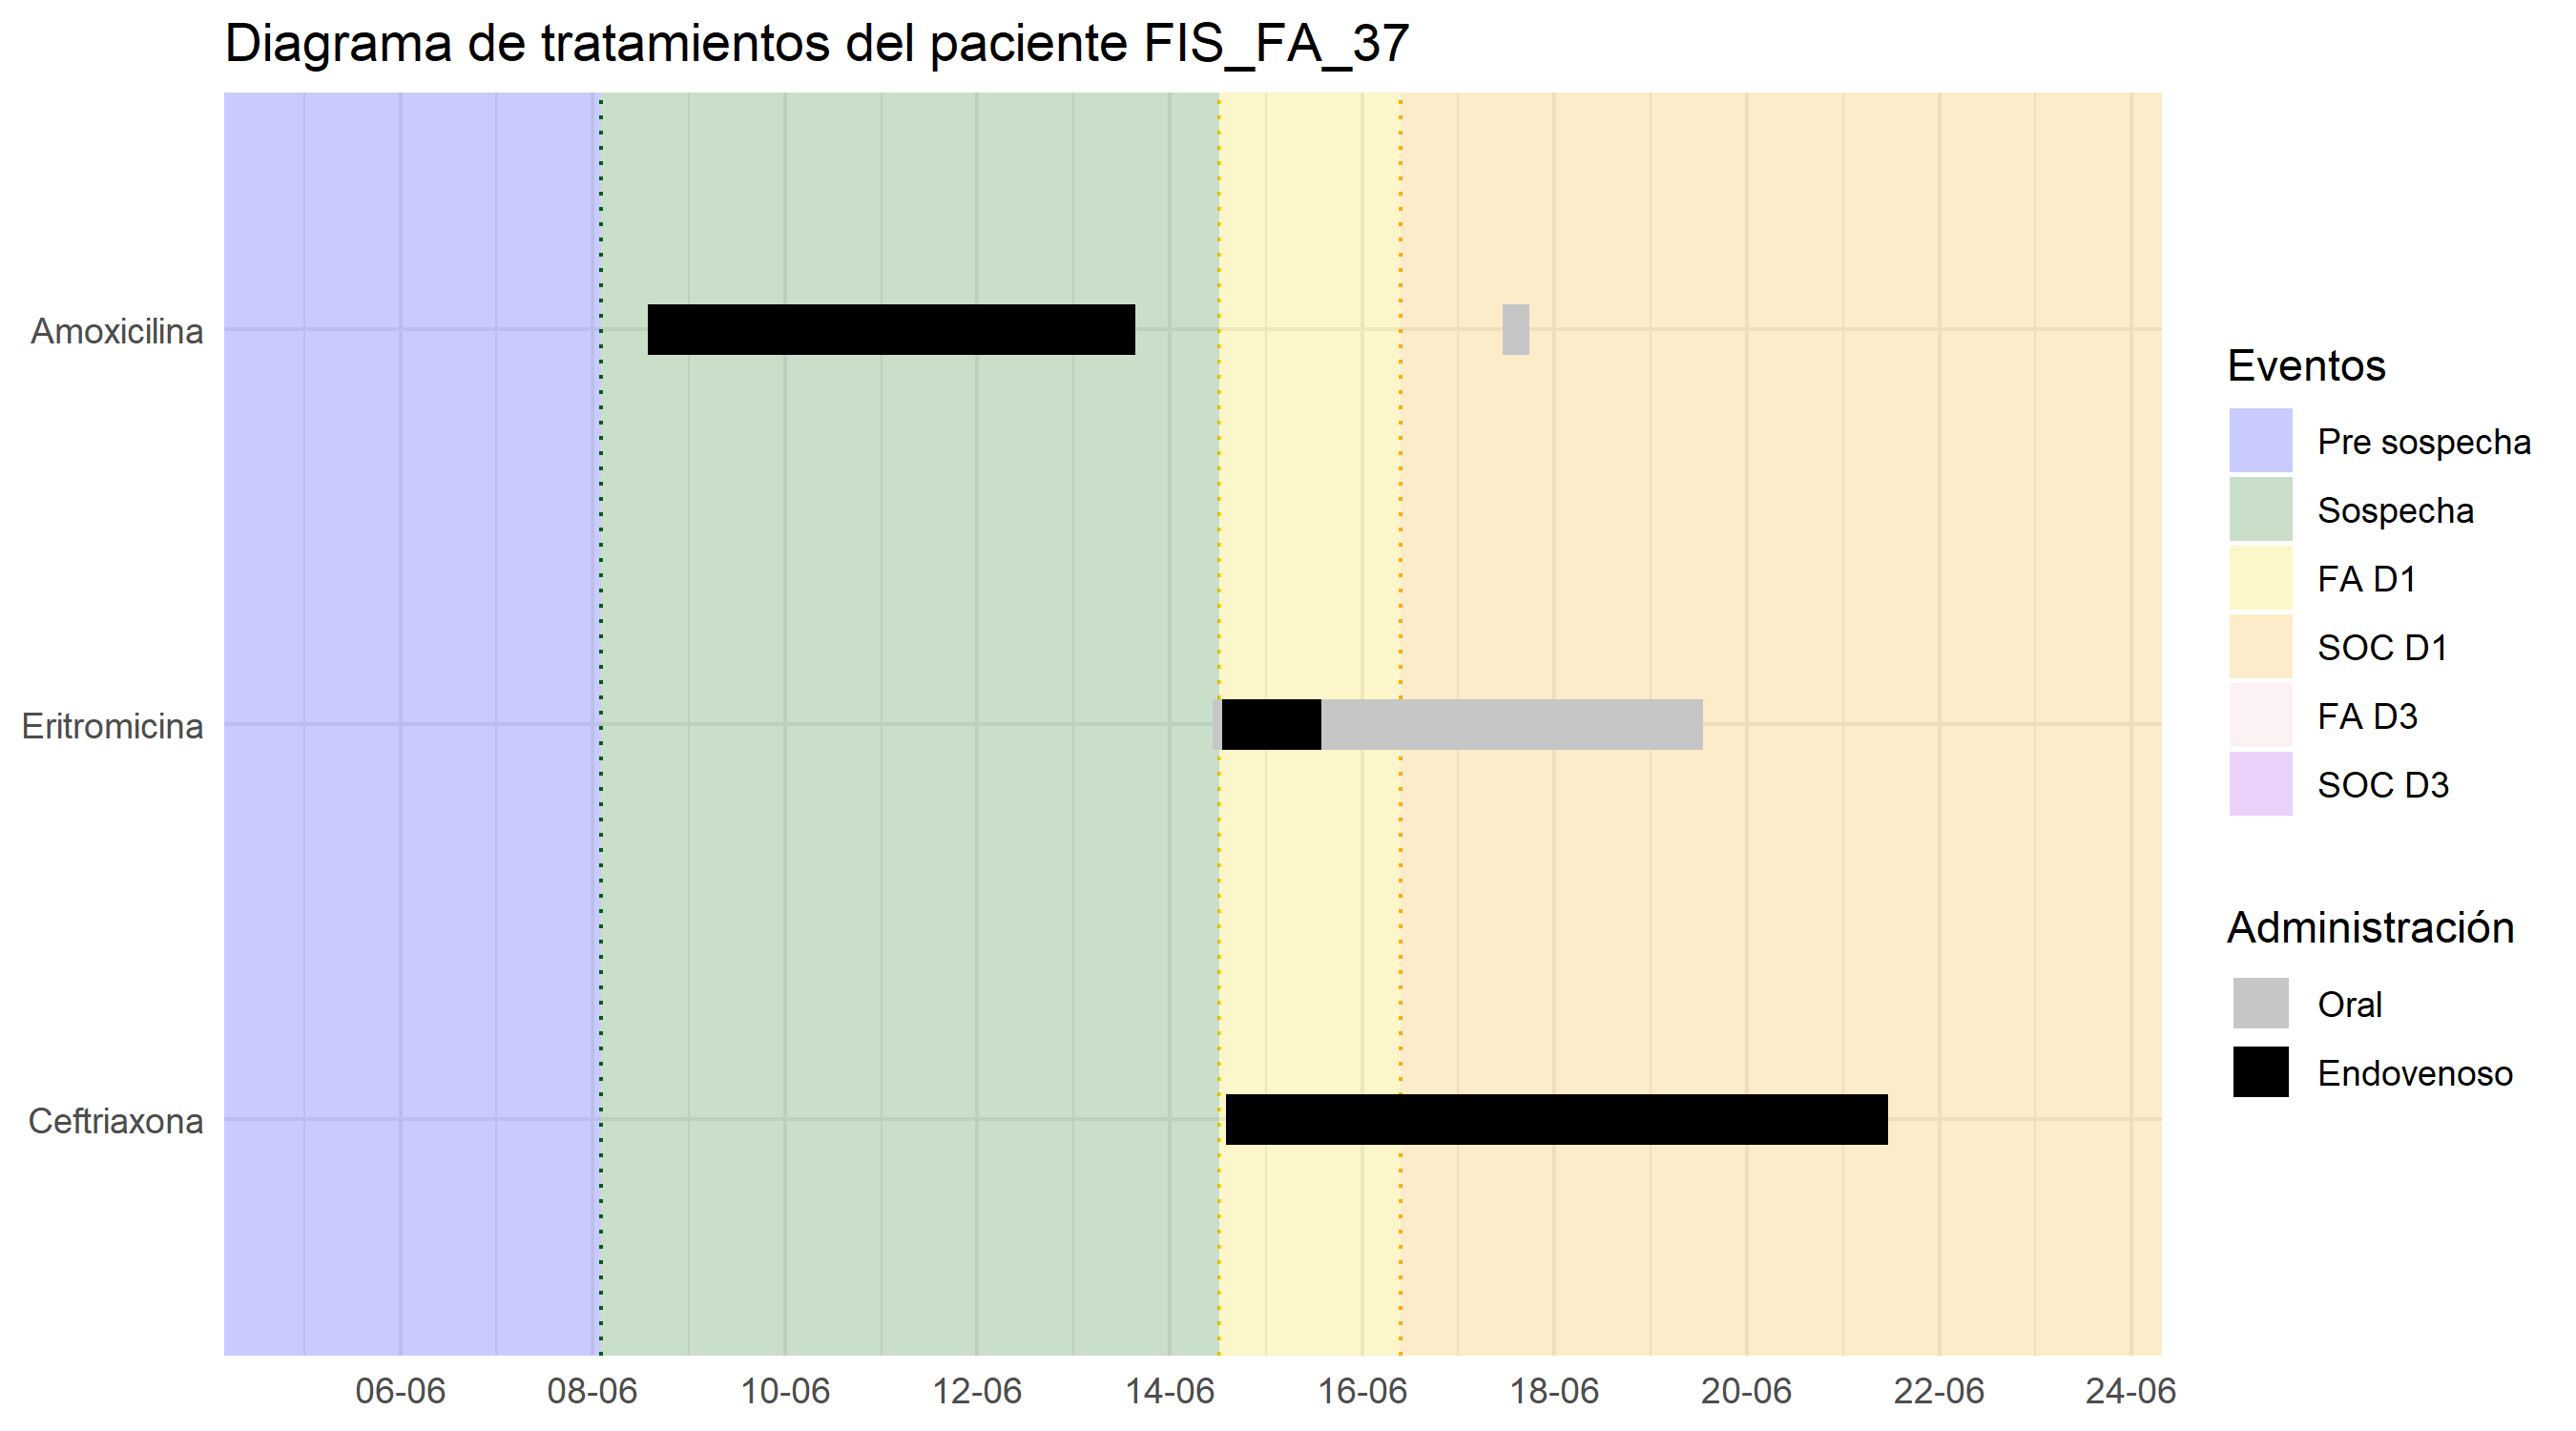 Diagrama de tratamientos del paciente FIS_FA_37
Amoxicilina
Eritromicina
Ceftriaxona
06-06
08-06
10-06
12-06
14-06
16-06
18-06
20-06
22-06
24-06
Eventos
Pre sospecha
Sospecha
FA D1
SOC D1
FA D3
SOC D3
Administración
Oral
Endovenoso